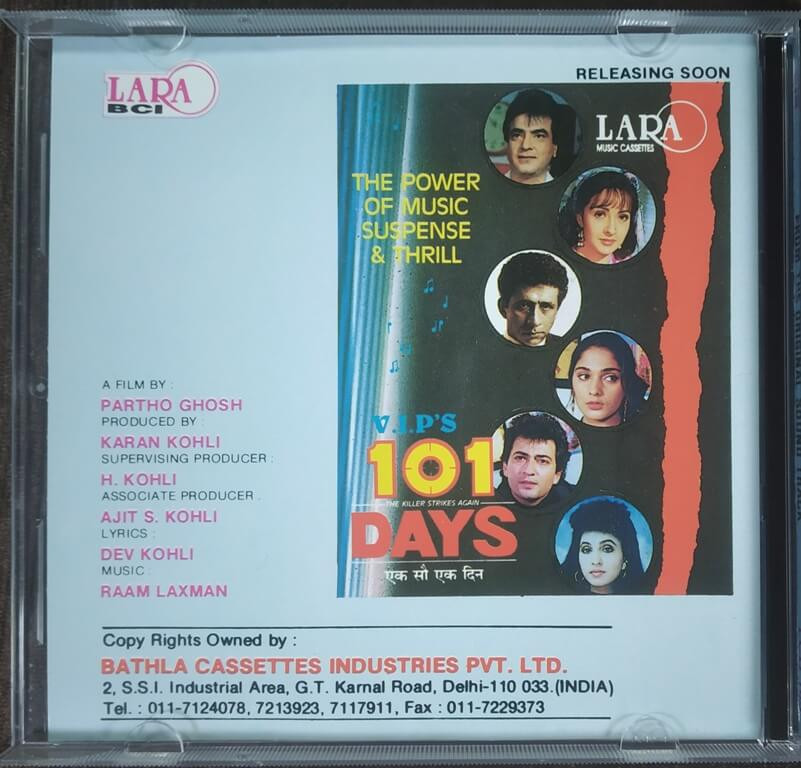 LARA
BCI
RELEASING SOON
LARA
MUSIC CASSETTES
THE POWER
OF MUSIC
SUSPENSE
& THRILL
V.I.P'S
101
THE KILLER STRIKES AGAIN
DAYS
एक सौ एक दिन
A FILM BY :
PARTHO GHOSH
PRODUCED BY :
KARAN KOHLI
SUPERVISING PRODUCER :
H. KOHLI
ASSOCIATE PRODUCER .
AJIT S. KOHLI
LYRICS :
DEV KOHLI
MUSIC :
RAAM LAXMAN
Copy Rights Owned by :
BATHLA CASSETTES INDUSTRIES PVT. LTD.
2, S.S.I. Industrial Area, G.T. Karnal Road, Delhi-110 033.(INDIA)
Tel. : 011-7124078, 7213923, 7117911, Fax : 011-7229373